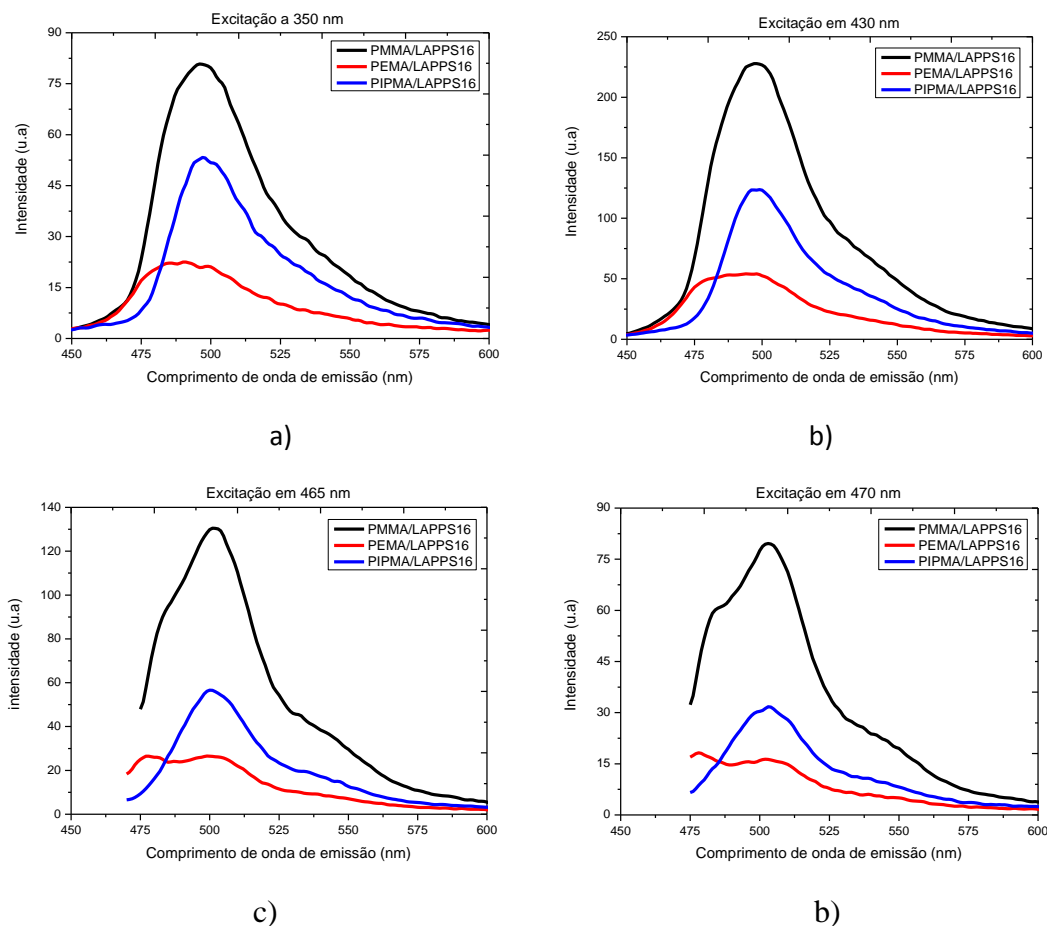 Excitação a 350 nm
PMMA/LAPPS16
PEMA/LAPPS16
PIPMA/LAPPS16
Intensidade (u.a)
90
75
60
45
30
15
0
450 475 500 525 550 575 600
Comprimento de onda de emissão (nm)
a)
Excitação em 430 nm
PMMA/LAPPS16
PEMA/LAPPS16
PIPMA/LAPPS16
Intensidade (u.a)
250
200
150
100
50
0
450 475 500 525 550 575 600
Comprimento de onda de emissão (nm)
b)
Excitação em 465 nm
PMMA/LAPPS16
PEMA/LAPPS16
PIPMA/LAPPS16
intensidade (u.a)
140
120
100
80
60
40
20
0
450 475 500 525 550 575 600
Comprimento de onda de emissão (nm)
c)
Excitação em 470 nm
PMMA/LAPPS16
PEMA/LAPPS16
PIPMA/LAPPS16
Intensidade (u.a)
90
75
60
45
30
15
0
450 475 500 525 550 575 600
Comprimento de onda de emissão (nm)
b)